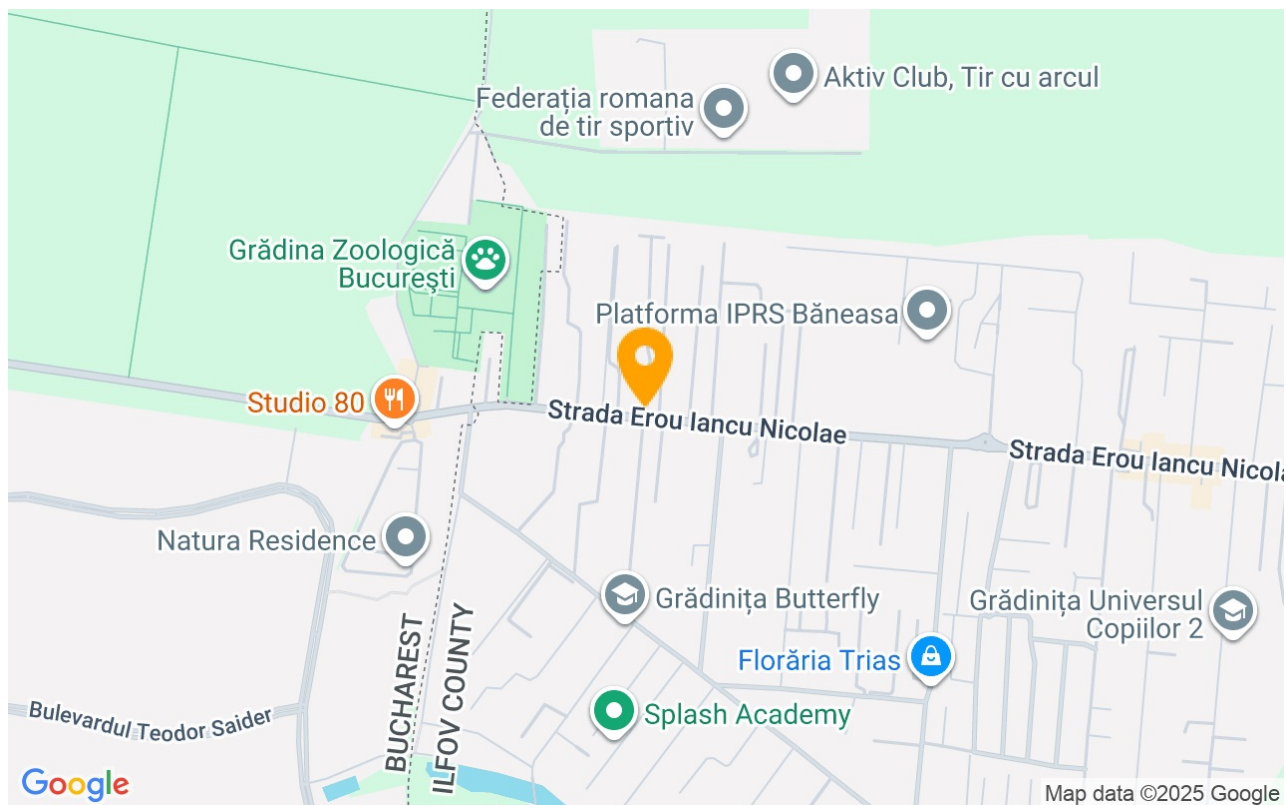 Aktiv Club, Tir cu arcul
Federația romana
de tir sportiv
Grădina Zoologică
București
Platforma IPRS Băneasa
Studio 80
Strada Erou Iancu Nicolae
Strada Erou Iancu Nicola
Natura Residence
Grădinița Butterfly
Grădinița Universul
Copiilor 2
BUCHAREST
ILFOV COUNTY
Florăria Trias
Splash Academy
Bulevardul Teodor Saider
Google
Map data ©2025 Google